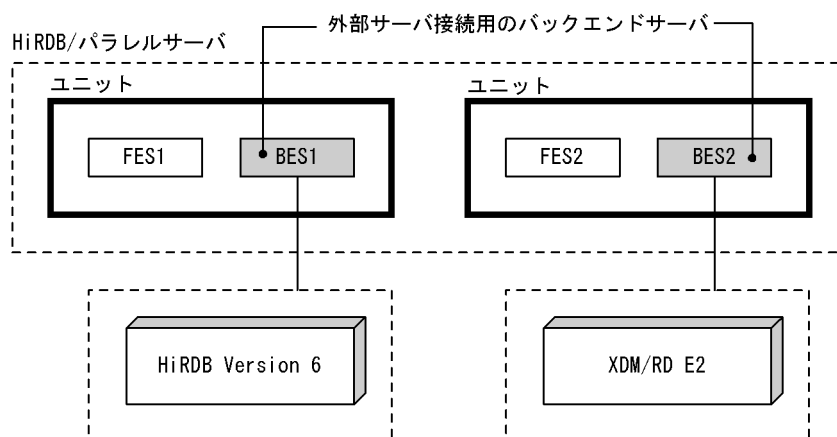 外部サーバ接続用のバックエンドサーバ
HiRDB/パラレルサーバ
ユニット
ユニット
FES1
BES1
FES2
BES2
HiRDB Version 6
XDM/RD E2